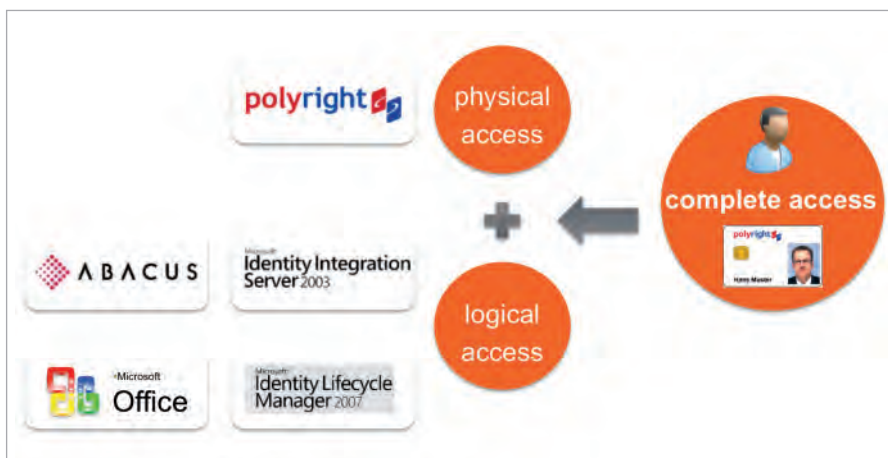 polyright
physical
access
complete access
polyright
Harry Muster
ABACUS
Microsoft
Identity Integration
Server 2003
logical
access
Microsoft
Office
Microsoft
Identity Lifecycle
Manager 2007